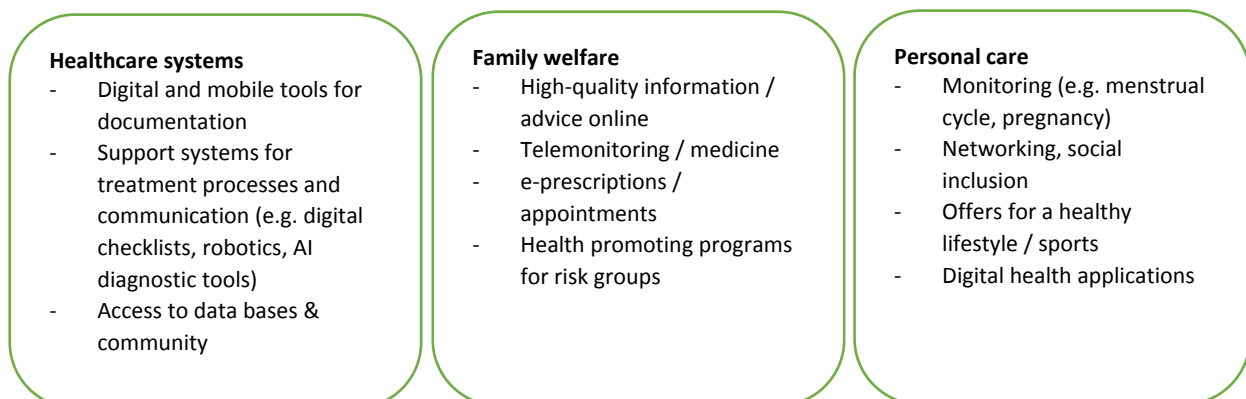 Healthcare systems
- Digital and mobile tools for
documentation
- Support systems for
treatment processes and
communication (e.g. digital
checklists, robotics, AI
diagnostic tools)
- Access to data bases &
community
Family welfare
- High-quality information /
advice online
- Telemonitoring / medicine
- e-prescriptions /
appointments
- Health promoting programs
for risk groups
Personal care
- Monitoring (e.g. menstrual
cycle, pregnancy)
- Networking, social
inclusion
- Offers for a healthy
lifestyle / sports
- Digital health applications